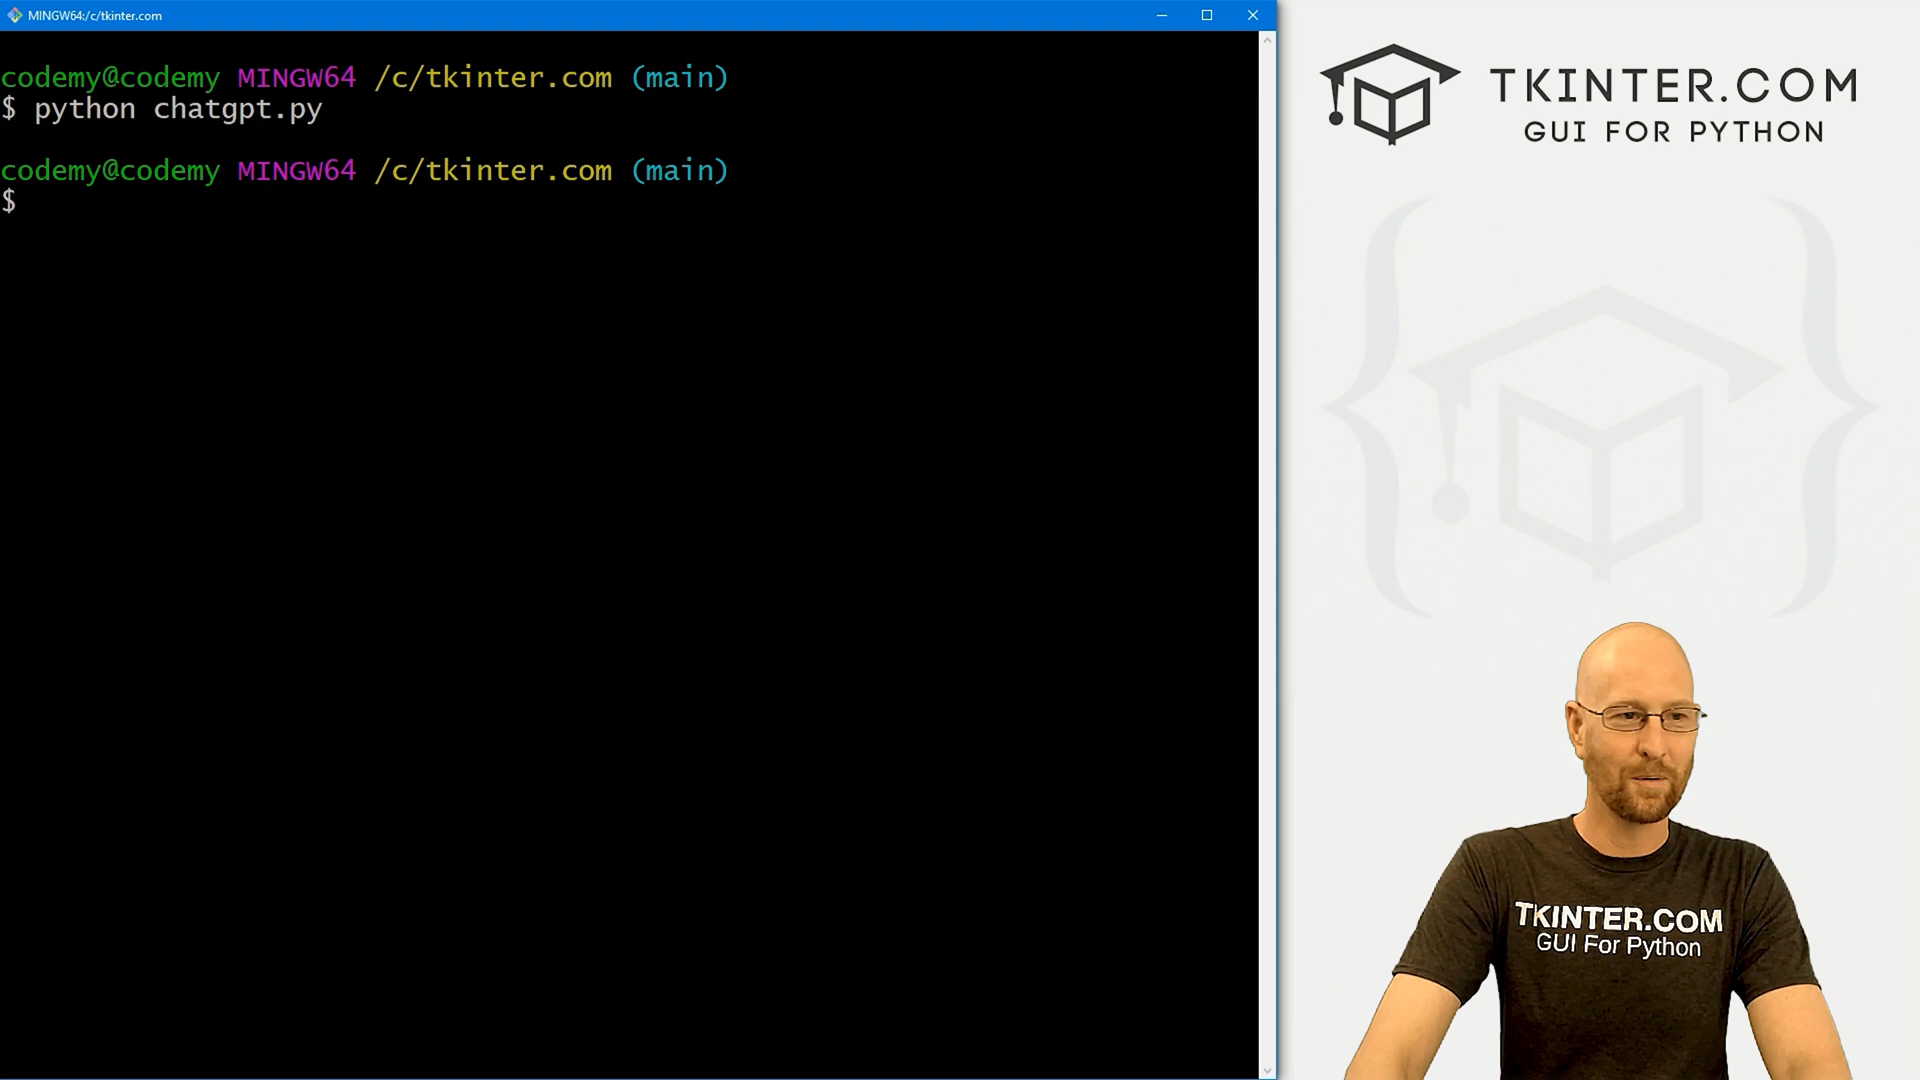 MINGW64:/c/tkinter.com
codemy@codemy MINGW64 /c/tkinter.com (main)
$ python chatgpt.py
codemy@codemy MINGW64 /c/tkinter.com (main)
$
TKINTER.COM
GUI FOR PYTHON
TKINTER.COM
GUI For Python